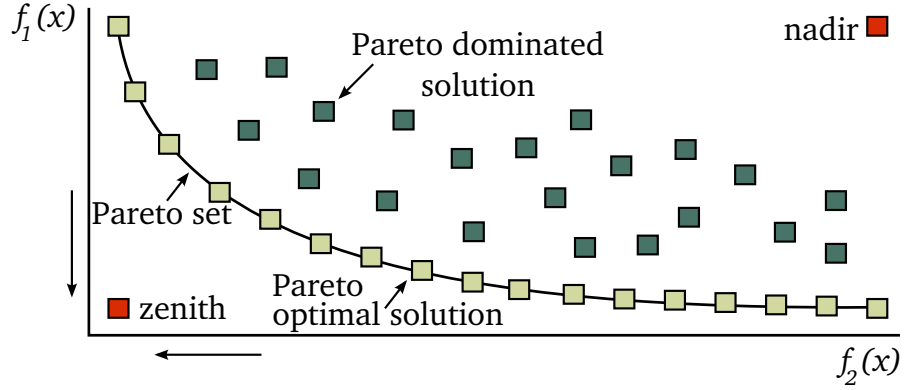 f₁(x)
nadir
Pareto dominated
solution
Pareto set
Pareto
optimal solution
zenith
f₂(x)